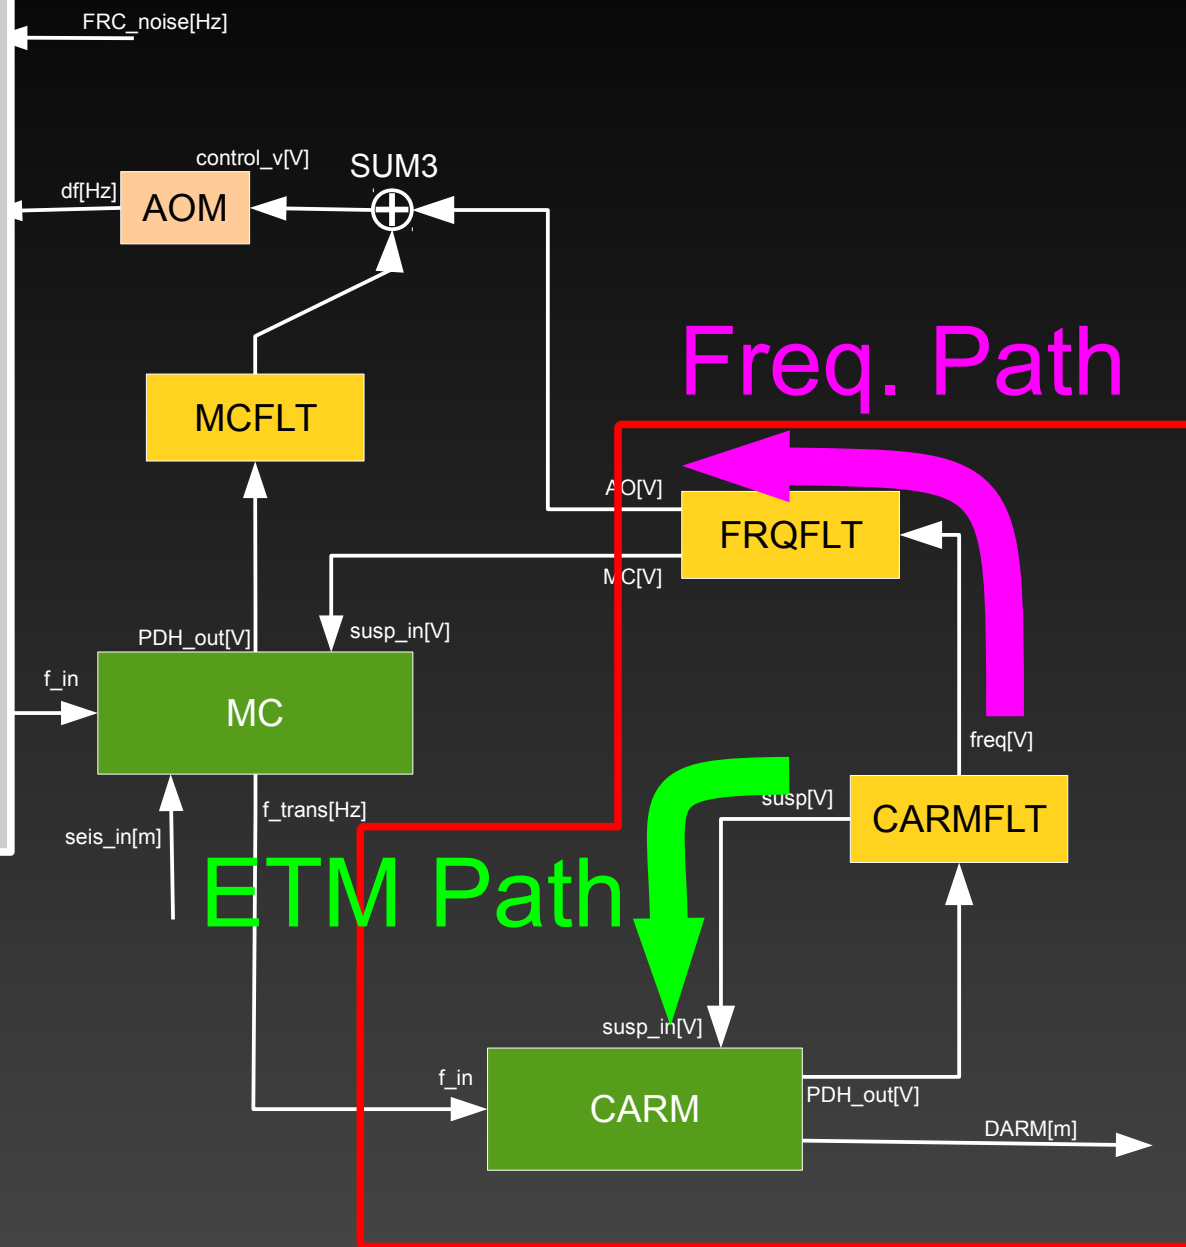 FRC_noise[Hz]
control_v[V]
SUM3
df[Hz]
AOM
Freq. Path
MCFLT
AO[V]
FRQFLT
MC[V]
PDH_out[V]
susp_in[V]
f_in
MC
freq[V]
f_trans[Hz]
susp[V]
seis_in[m]
CARMFLT
ETM Path
susp_in[V]
f_in
CARM
PDH_out[V]
DARM[m]